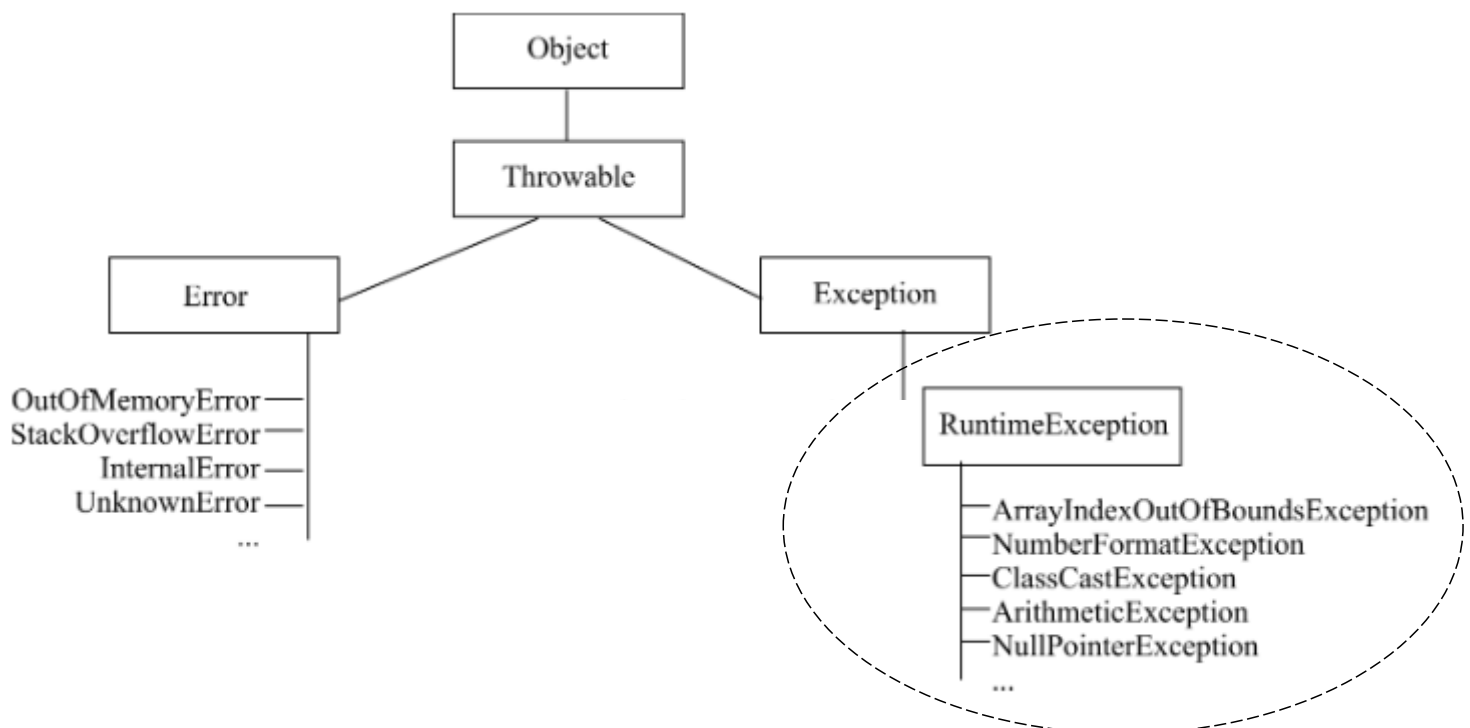 Object
Throwable
Error
Exception
OutOfMemoryError
StackOverflowError
InternalError
UnknownError
...
RuntimeException
ArrayIndexOutOfBoundsException
NumberFormatException
ClassCastException
ArithmeticException
NullPointerException
...